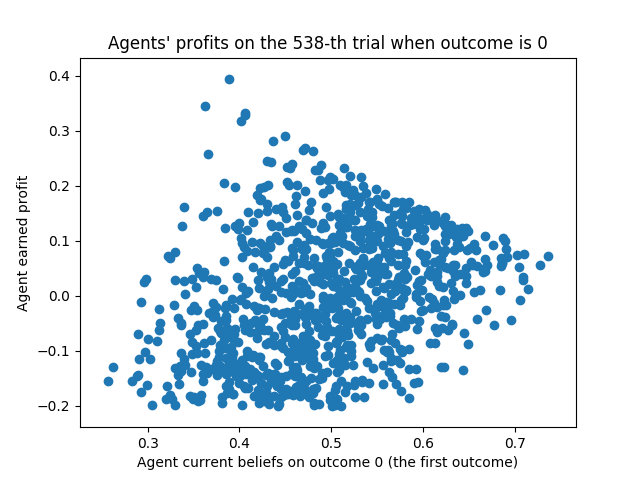 Agents' profits on the 538-th trial when outcome is 0
0.4
0.3
0.2
0.1
0.0
−0.1
−0.2
Agent earned profit
0.3 0.4 0.5 0.6 0.7
Agent current beliefs on outcome 0 (the first outcome)